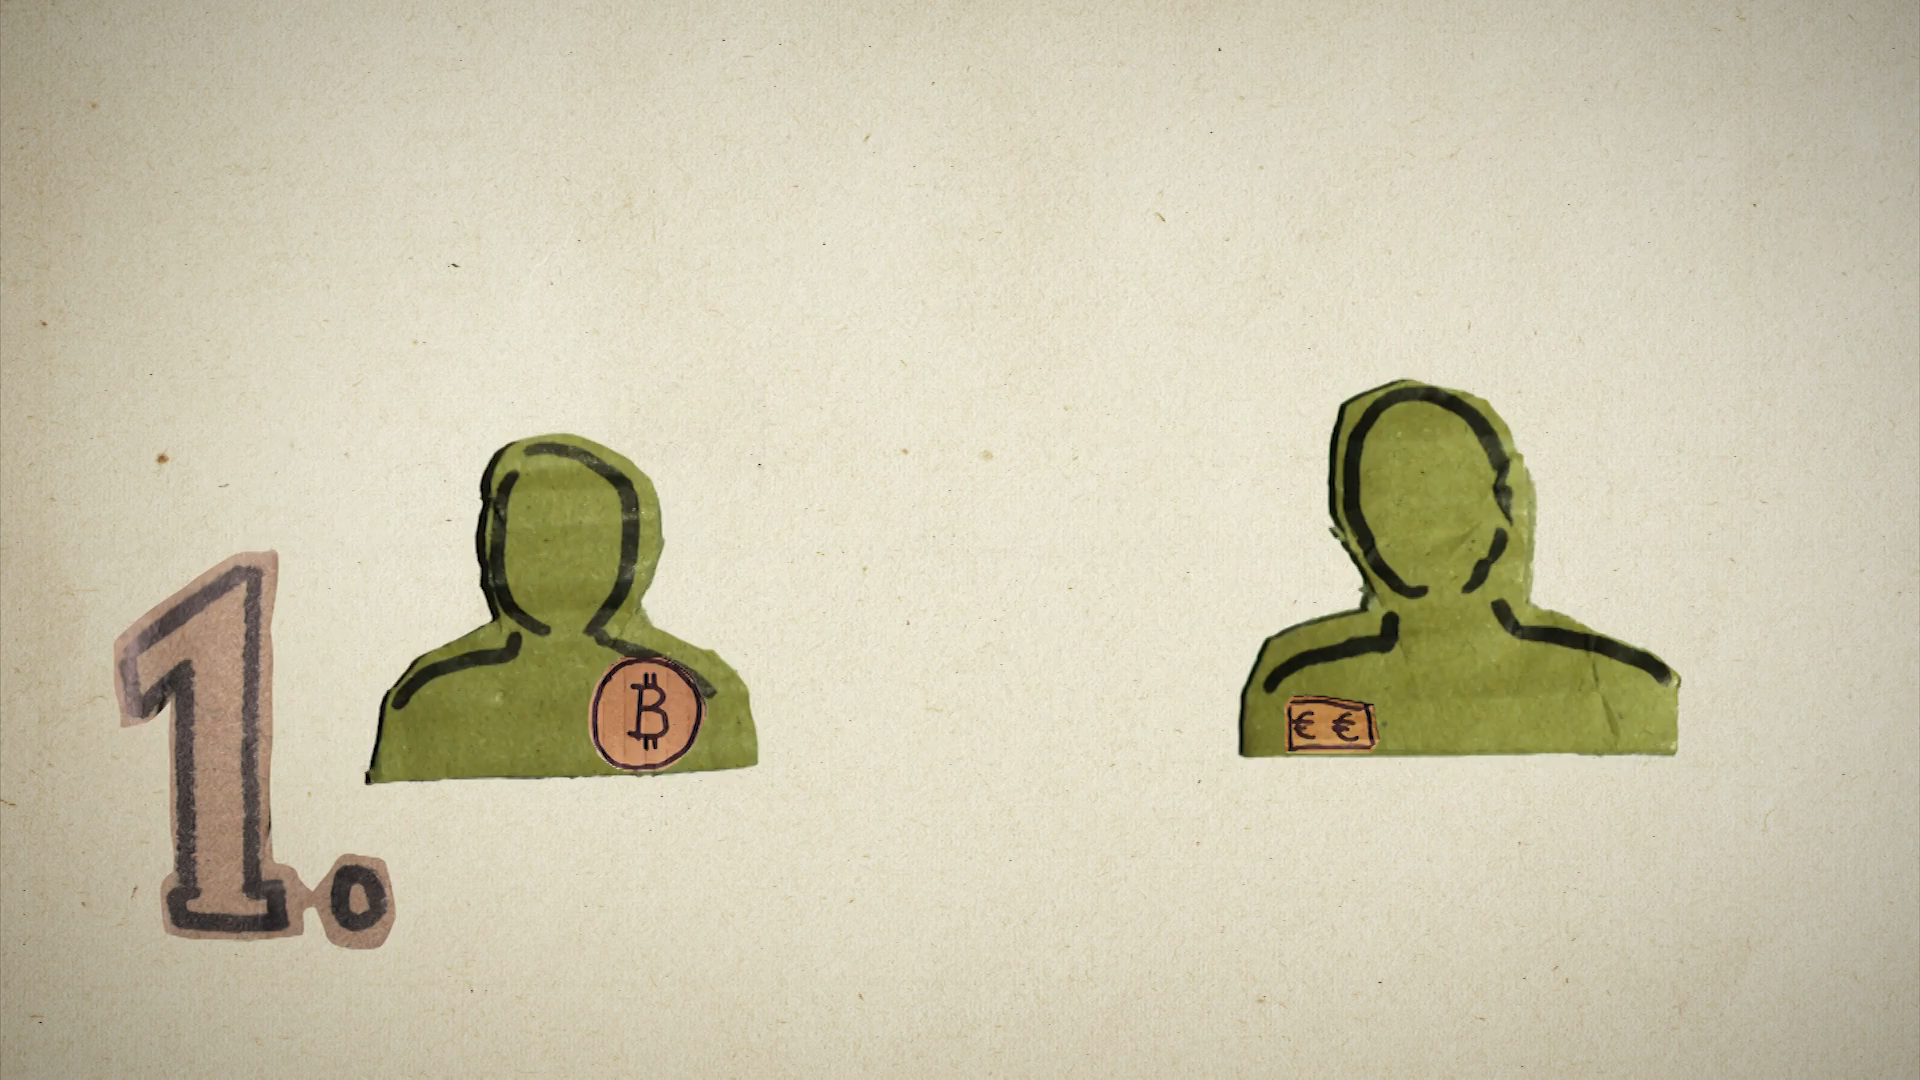 1.
₿
€ €